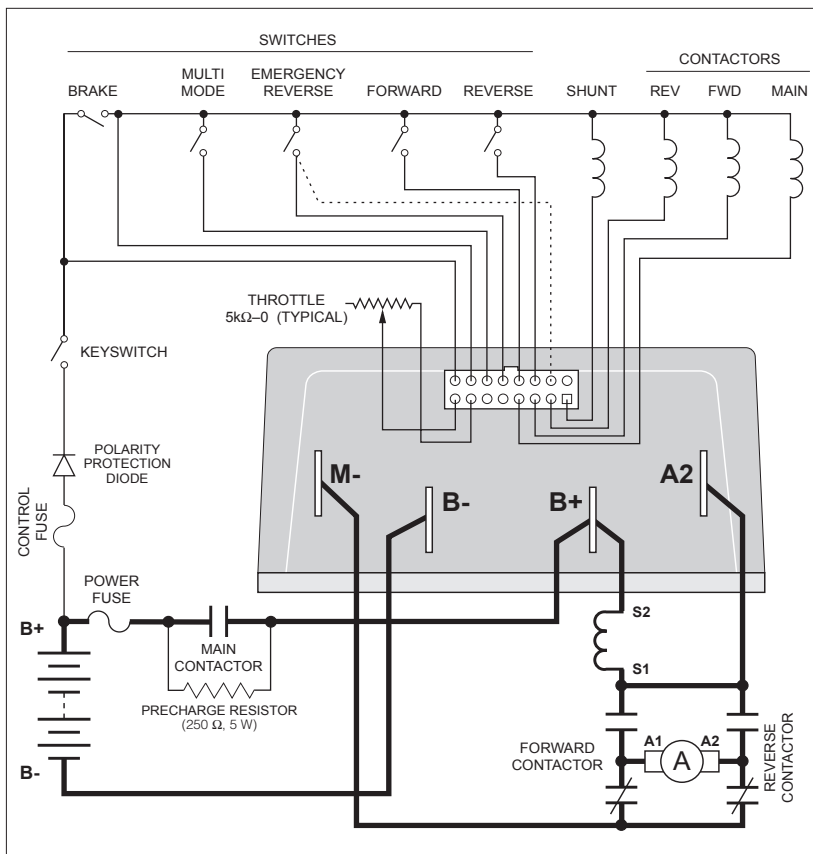 SWITCHES
CONTACTORS
BRAKE
MULTI
MODE
EMERGENCY
REVERSE
FORWARD
REVERSE
SHUNT
REV
FWD
MAIN
THROTTLE
5kΩ–0 (TYPICAL)
KEYSWITCH
POLARITY
PROTECTION
DIODE
CONTROL
FUSE
M-
B-
B+
A2
POWER
FUSE
B+
MAIN
CONTACTOR
PRECHARGE RESISTOR
(250 Ω, 5 W)
B-
S2
S1
FORWARD
CONTACTOR
A1
A
A2
REVERSE
CONTACTOR